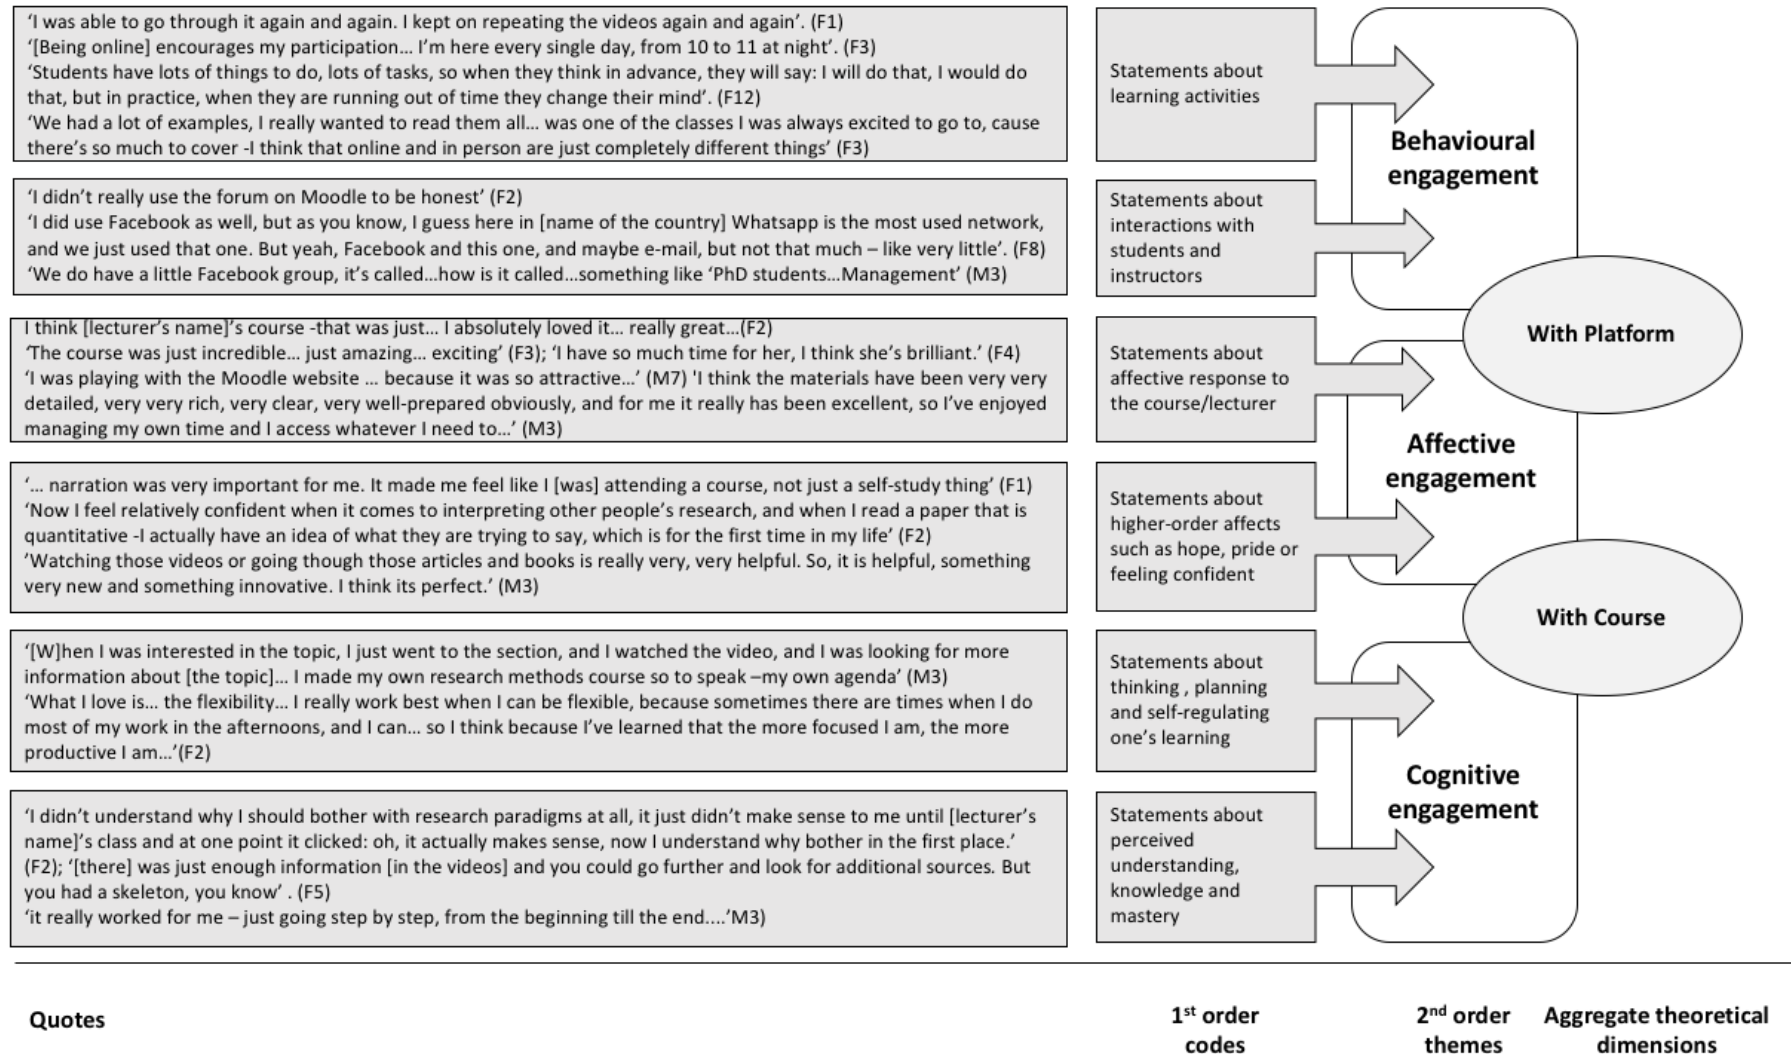 ‘I was able to go through it again and again. I kept on repeating the videos again and again’. (F1)
‘[Being online] encourages my participation… I’m here every single day, from 10 to 11 at night’. (F3)
‘Students have lots of things to do, lots of tasks, so when they think in advance, they will say: I will do that, I would do
that, but in practice, when they are running out of time they change their mind’. (F12)
‘We had a lot of examples, I really wanted to read them all… was one of the classes I was always excited to go to, cause
there’s so much to cover -I think that online and in person are just completely different things’ (F3)
Statements about
learning activities
Behavioural
engagement
‘I didn’t really use the forum on Moodle to be honest’ (F2)
‘I did use Facebook as well, but as you know, I guess here in [name of the country] Whatsapp is the most used network,
and we just used that one. But yeah, Facebook and this one, and maybe e-mail, but not that much – like very little’. (F8)
‘We do have a little Facebook group, it’s called…how is it called…something like ‘PhD students…Management’ (M3)
Statements about
interactions with
students and
instructors
With Platform
I think [lecturer’s name]’s course -that was just… I absolutely loved it… really great…(F2)
‘The course was just incredible… just amazing… exciting’ (F3); ‘I have so much time for her, I think she’s brilliant.’ (F4)
‘I was playing with the Moodle website … because it was so attractive…’ (M7) 'I think the materials have been very very
detailed, very very rich, very clear, very well-prepared obviously, and for me it really has been excellent, so I’ve enjoyed
managing my own time and I access whatever I need to…’ (M3)
Statements about
affective response to
the course/lecturer
Affective
engagement
‘… narration was very important for me. It made me feel like I [was] attending a course, not just a self-study thing’ (F1)
‘Now I feel relatively confident when it comes to interpreting other people’s research, and when I read a paper that is
quantitative -I actually have an idea of what they are trying to say, which is for the first time in my life’ (F2)
’Watching those videos or going though those articles and books is really very, very helpful. So, it is helpful, something
very new and something innovative. I think its perfect.’ (M3)
Statements about
higher-order affects
such as hope, pride or
feeling confident
With Course
‘[W]hen I was interested in the topic, I just went to the section, and I watched the video, and I was looking for more
information about [the topic]… I made my own research methods course so to speak –my own agenda’ (M3)
‘What I love is… the flexibility… I really work best when I can be flexible, because sometimes there are times when I do
most of my work in the afternoons, and I can… so I think because I’ve learned that the more focused I am, the more
productive I am…’(F2)
Statements about
thinking , planning
and self-regulating
one’s learning
Cognitive
engagement
‘I didn’t understand why I should bother with research paradigms at all, it just didn’t make sense to me until [lecturer’s
name]’s class and at one point it clicked: oh, it actually makes sense, now I understand why bother in the first place.’
(F2); ‘[there] was just enough information [in the videos] and you could go further and look for additional sources. But
you had a skeleton, you know’ . (F5)
‘it really worked for me – just going step by step, from the beginning till the end....’M3)
Statements about
perceived
understanding,
knowledge and
mastery
Quotes
1st order
codes
2nd order
themes
Aggregate theoretical
dimensions